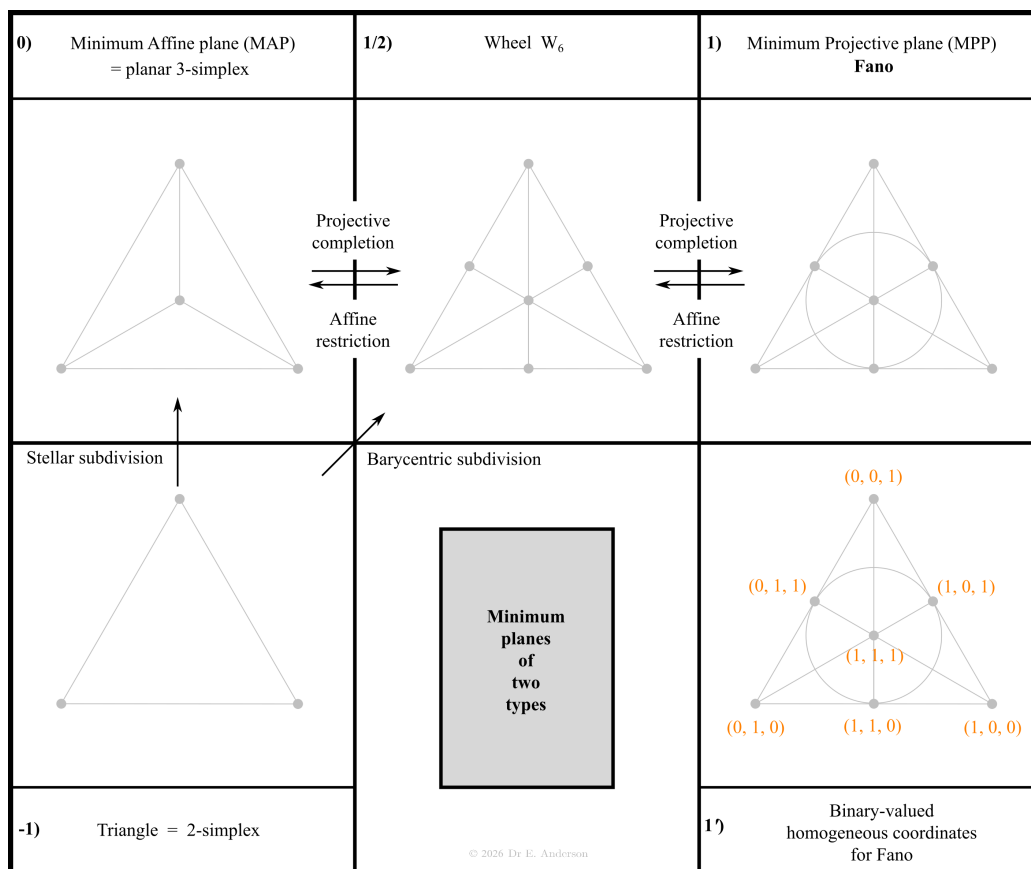 0)
Minimum Affine plane (MAP)
= planar 3-simplex
1/2)
Wheel W₆
1)
Minimum Projective plane (MPP)
Fano
Projective
completion
Affine
restriction
Projective
completion
Affine
restriction
Stellar subdivision
Barycentric subdivision
Minimum
planes
of
two
types
(0, 0, 1)
(0, 1, 1)
(1, 0, 1)
(1, 1, 1)
(0, 1, 0)
(1, 1, 0)
(1, 0, 0)
-1)
Triangle = 2-simplex
© 2026 Dr E. Anderson
1′)
Binary-valued
homogeneous coordinates
for Fano